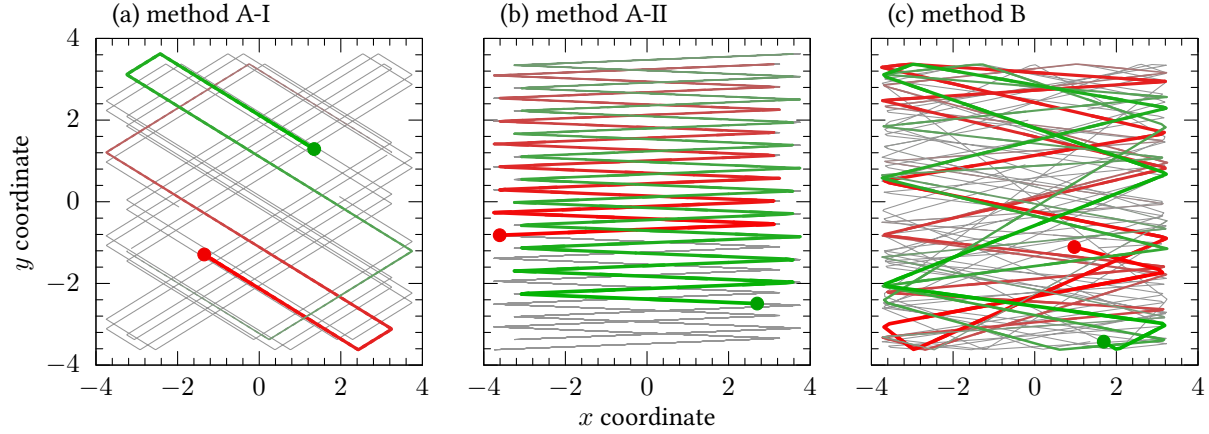 (a) method A-I
(b) method A-II
(c) method B
4
2
0
−2
−4
y coordinate
−4 −2 0 2 4
−4 −2 0 2 4
−4 −2 0 2 4
x coordinate